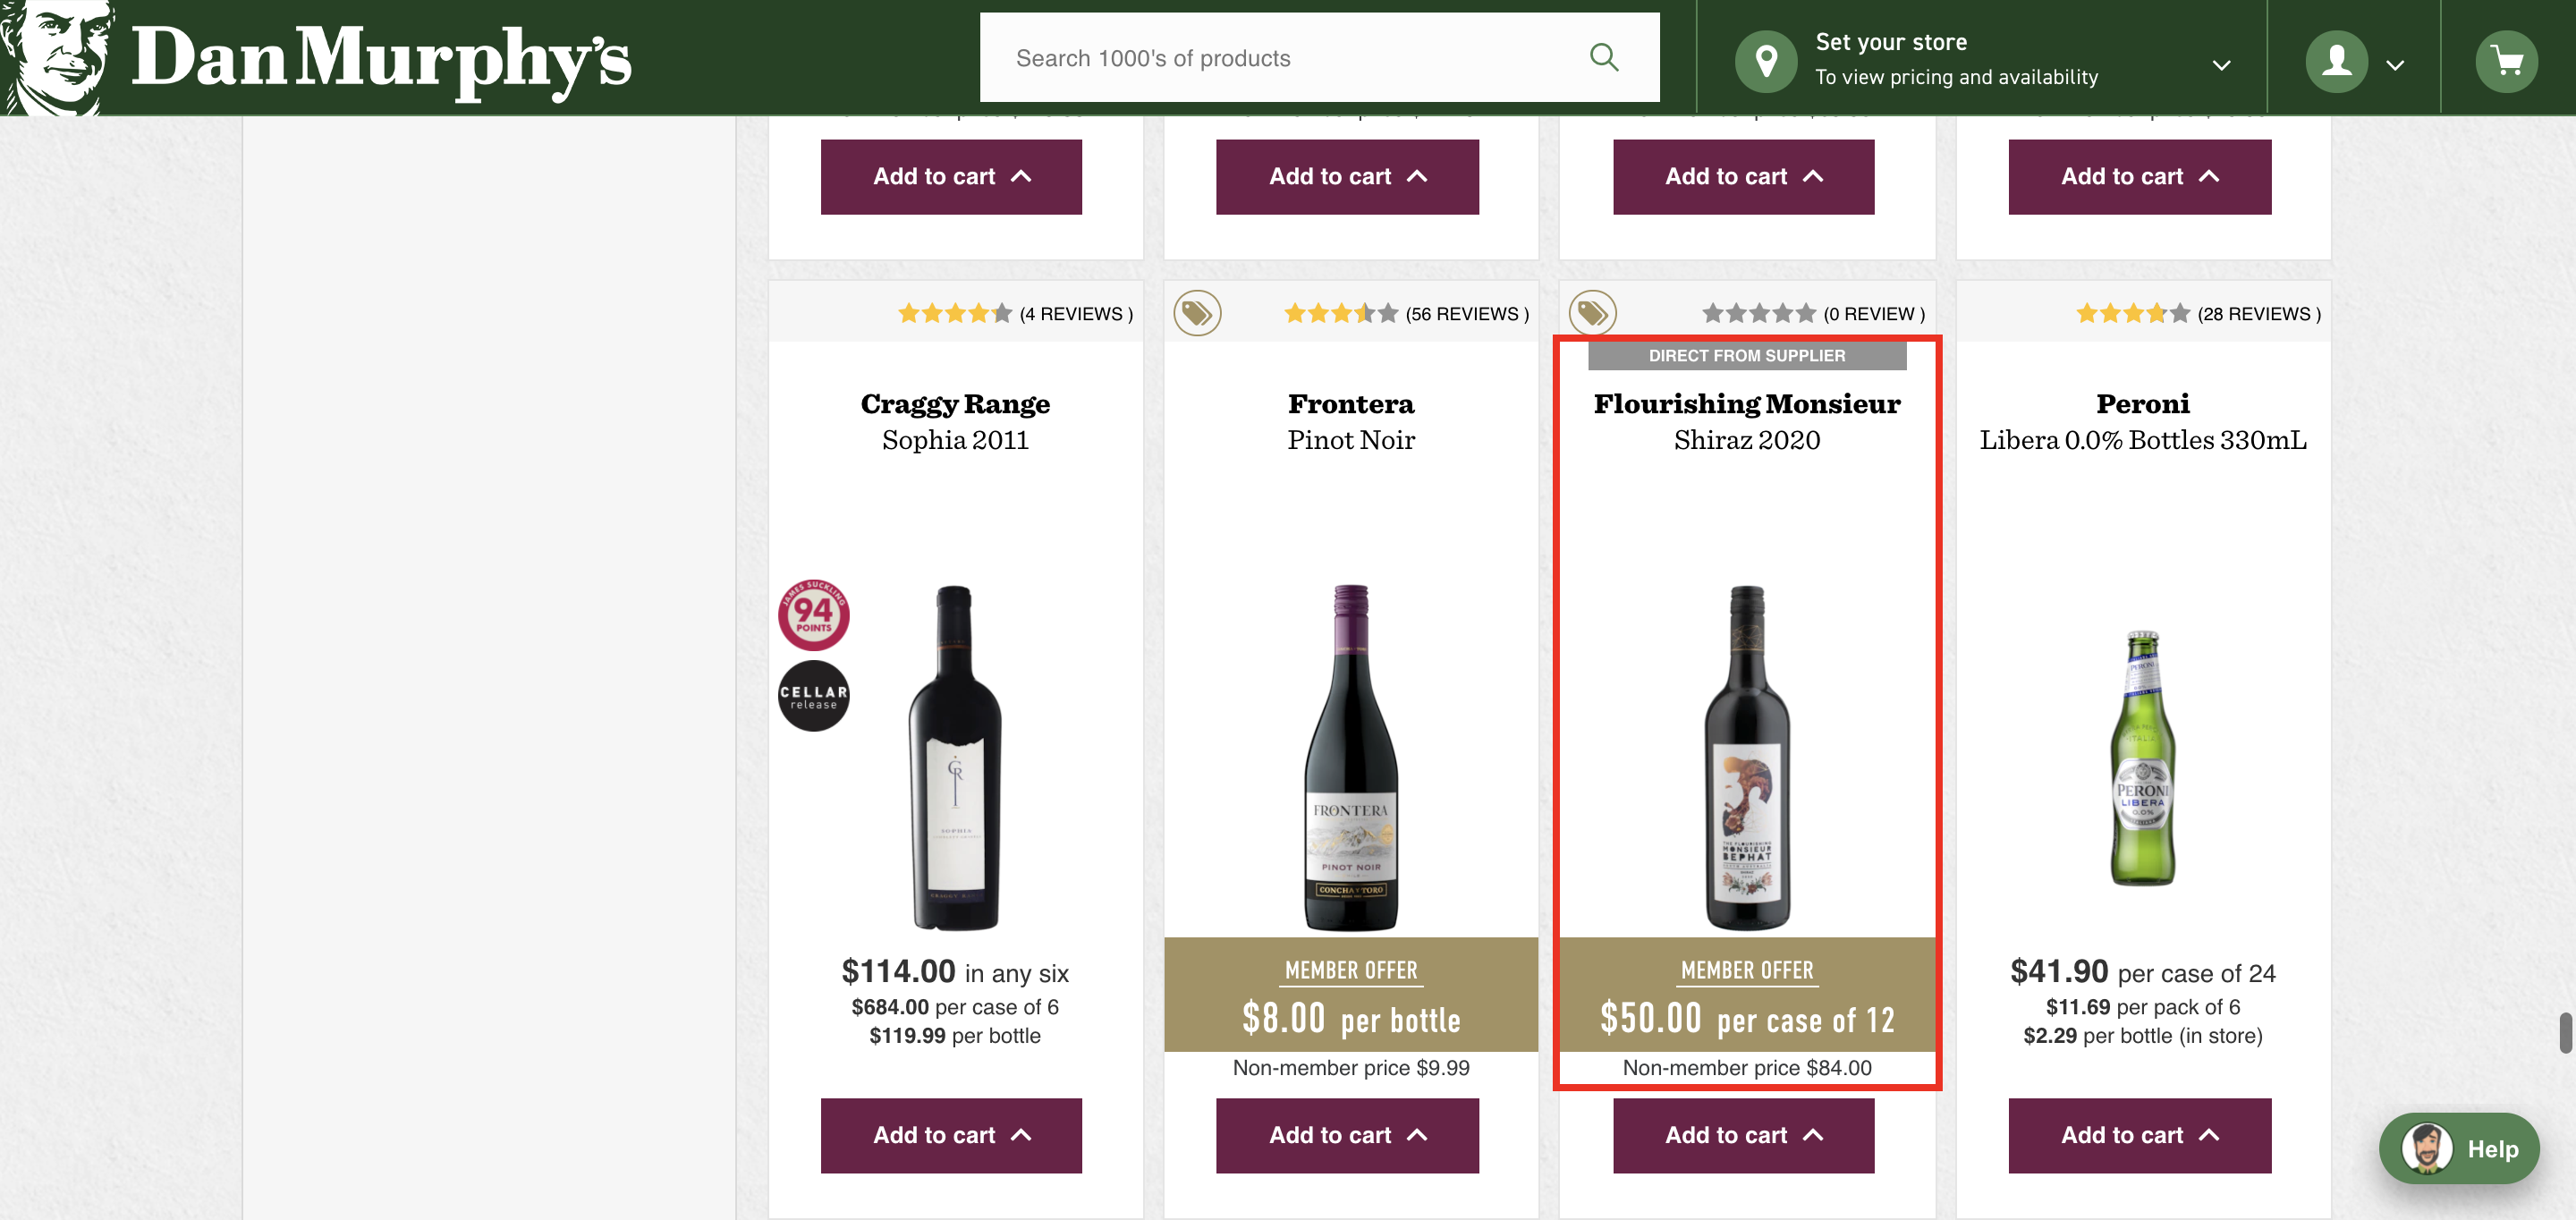 Dan Murphy's
Search 1000's of products
Set your store
To view pricing and availability
Add to cart
Add to cart
Add to cart
Add to cart
(4 REVIEWS )
(56 REVIEWS )
(0 REVIEW )
(28 REVIEWS )
DIRECT FROM SUPPLIER
Craggy Range
Sophia 2011
Frontera
Pinot Noir
Flourishing Monsieur
Shiraz 2020
Peroni
Libera 0.0% Bottles 330mL
JAMES SUCKLING
94
POINTS
CELLAR
release
CR
SOPHIA
FRONTERA
PINOT NOIR
CONCHA Y TORO
THE FLOURISHING
MONSIEUR
BEPHAT
SHIRAZ
PERONI
PERONI
LIBERA
0.0%
$114.00 in any six
$684.00 per case of 6
$119.99 per bottle
MEMBER OFFER
$8.00 per bottle
Non-member price $9.99
MEMBER OFFER
$50.00 per case of 12
Non-member price $84.00
$41.90 per case of 24
$11.69 per pack of 6
$2.29 per bottle (in store)
Add to cart
Add to cart
Add to cart
Add to cart
Help